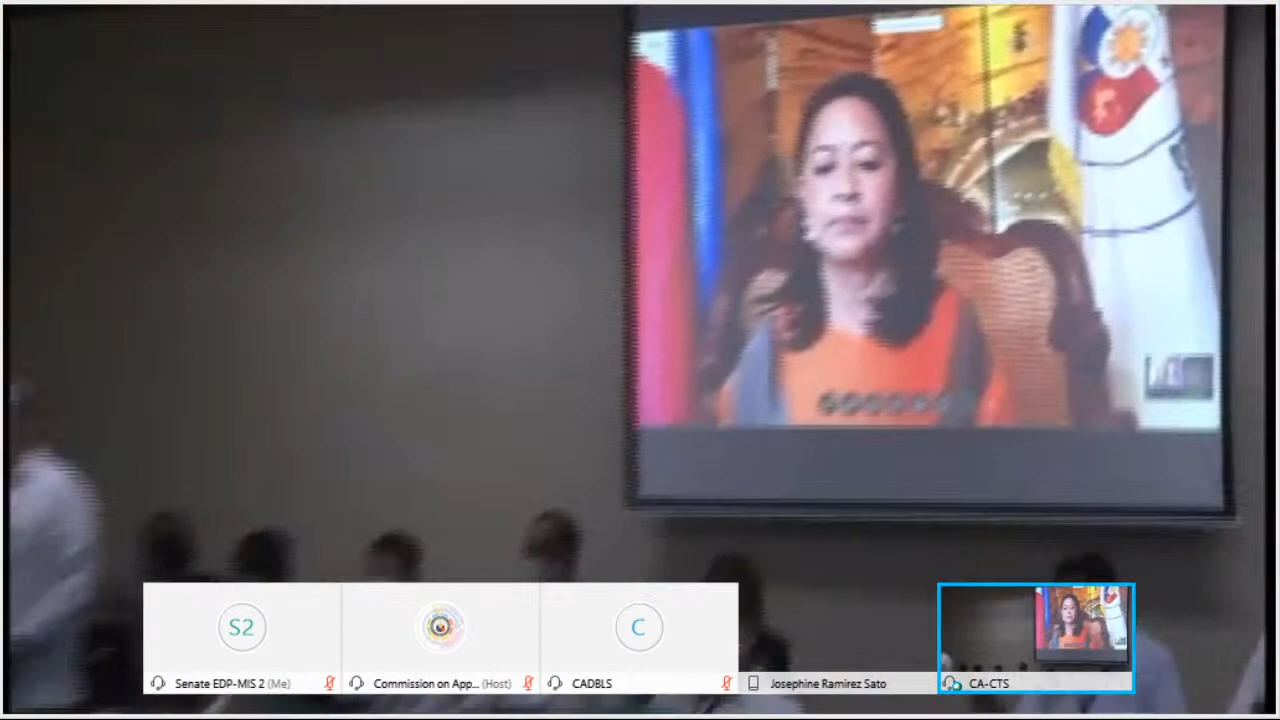 S2
C
Senate EDP-MIS 2 (Me)
Commission on App... (Host)
CADBLS
Josephine Ramirez Sato
CA-CTS